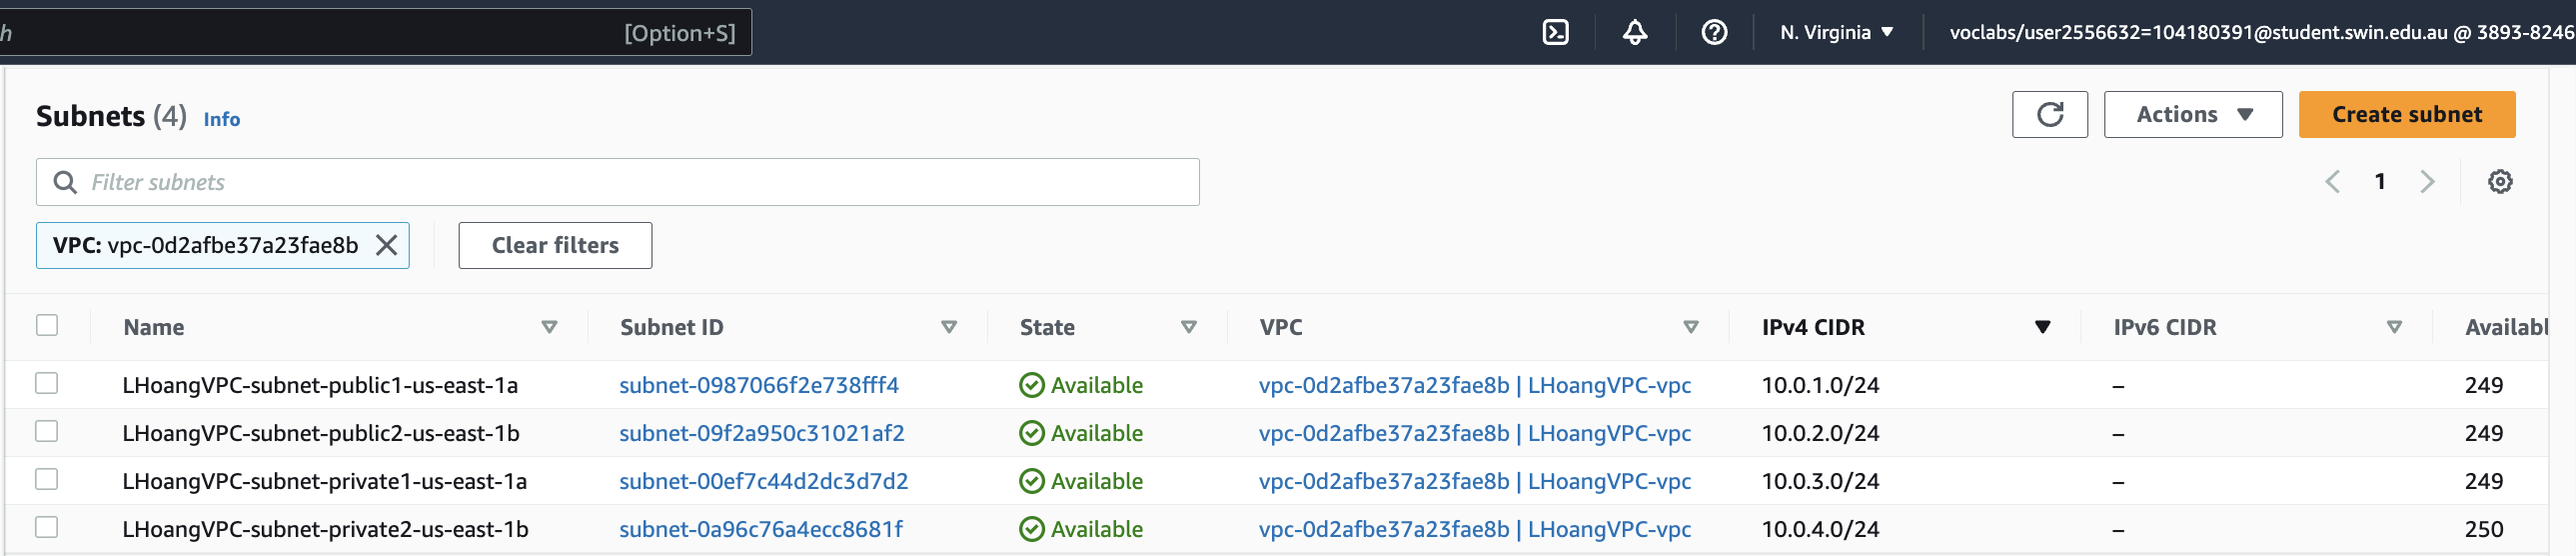 h [Option+S] N. Virginia voclabs/user2556632=104180391@student.swin.edu.au @ 3893-8246
Subnets (4) Info Actions Create subnet
Filter subnets 1
VPC: vpc-0d2afbe37a23fae8b Clear filters
Name Subnet ID State VPC IPv4 CIDR IPv6 CIDR Availabl
LHoangVPC-subnet-public1-us-east-1a subnet-0987066f2e738fff4 Available vpc-0d2afbe37a23fae8b | LHoangVPC-vpc 10.0.1.0/24 – 249
LHoangVPC-subnet-public2-us-east-1b subnet-09f2a950c31021af2 Available vpc-0d2afbe37a23fae8b | LHoangVPC-vpc 10.0.2.0/24 – 249
LHoangVPC-subnet-private1-us-east-1a subnet-00ef7c44d2dc3d7d2 Available vpc-0d2afbe37a23fae8b | LHoangVPC-vpc 10.0.3.0/24 – 249
LHoangVPC-subnet-private2-us-east-1b subnet-0a96c76a4ecc8681f Available vpc-0d2afbe37a23fae8b | LHoangVPC-vpc 10.0.4.0/24 – 250